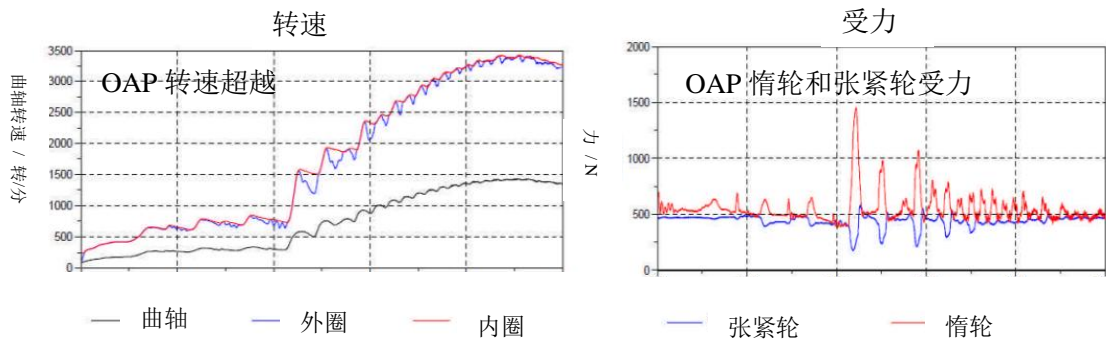 转速
3500
3000
2500
2000
1500
1000
500
0
曲轴转速 / 转/分
OAP 转速超越
曲轴
外圈
内圈
受力
2000
1500
1000
500
0
力 /N
OAP 惰轮和张紧轮受力
张紧轮
惰轮